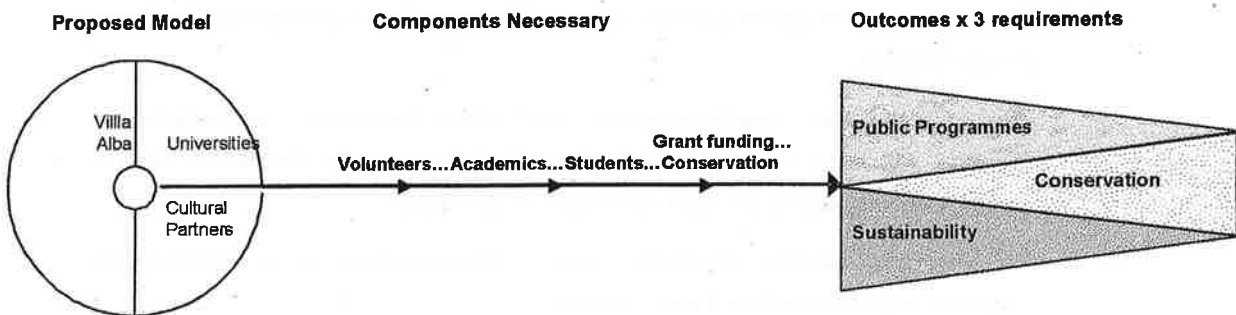 Proposed Model
Components Necessary
Outcomes x 3 requirements
Villla
Alba
Universities
Cultural
Partners
Volunteers...Academics...Students...
Grant funding...
Conservation
Public Programmes
Conservation
Sustainability